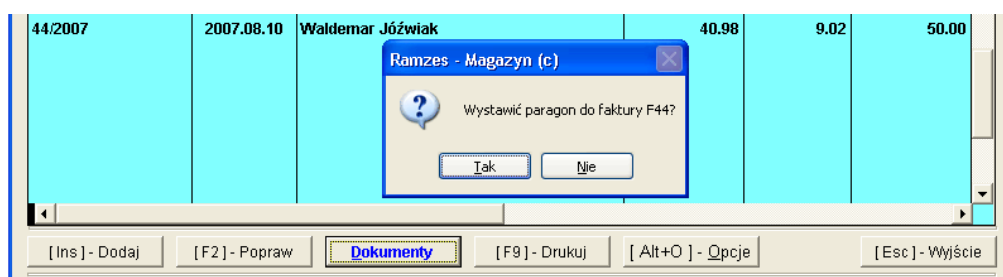 44/2007 2007.08.10 Waldemar Jóźwiak 40.98 9.02 50.00
Ramzes - Magazyn (c)
Wystawić paragon do faktury F44?
Tak Nie
[Ins]- Dodaj [F2]- Popraw Dokumenty [F9]- Drukuj [Alt+O]- Opcje [Esc]- Wyjście